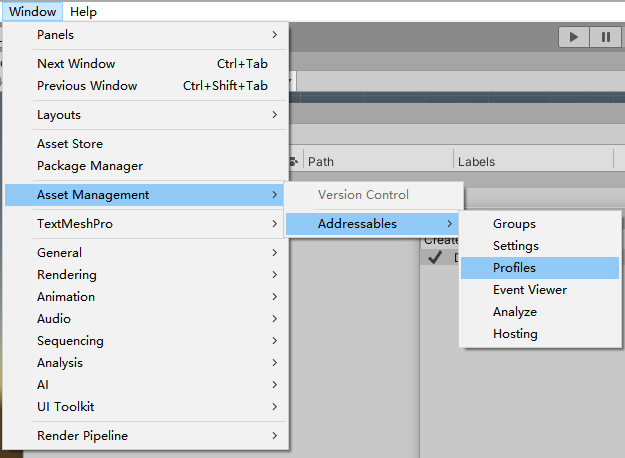 Window Help
Panels
Next Window Ctrl+Tab
Previous Window Ctrl+Shift+Tab
Layouts
Asset Store
Package Manager
Path Labels
Asset Management
Version Control
TextMeshPro
Addressables
Groups
General
Settings
Rendering
Profiles
Animation
Event Viewer
Audio
Analyze
Sequencing
Hosting
Analysis
AI
UI Toolkit
Render Pipeline